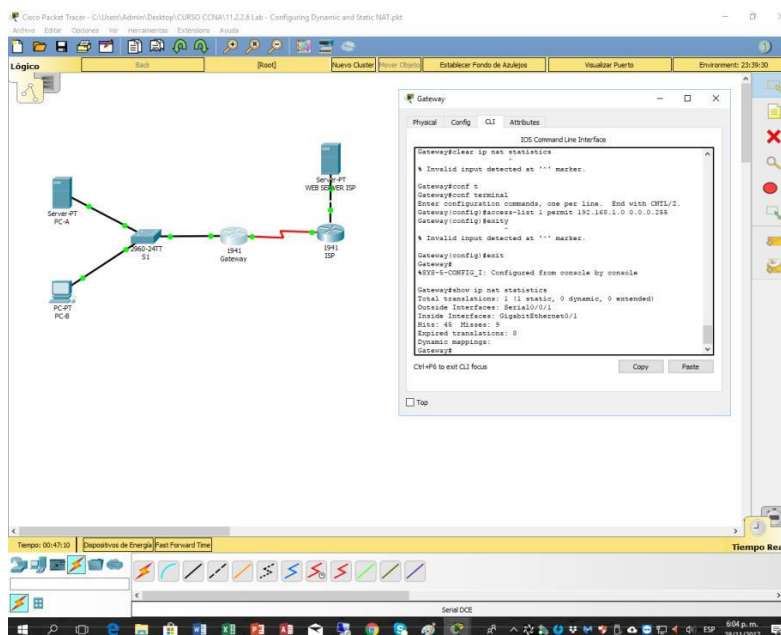 Cisco Packet Tracer - C:\Users\Admin\Desktop\CURSO CCNA\11.2.2.6 Lab - Configuring Dynamic and Static NAT.pkt
Archivo Editar Opciones Ver Herramientas Extensions Ayuda
Lógico Back [Root] Nuevo Cluster Mover Objeto Establecer Fondo de Azulejos Visualizar Puerto Environment: 23:39:30
Gateway
Physical Config CLI Attributes
IOS Command Line Interface
Gateway#clear ip nat statistics
^
% Invalid input detected at '^' marker.
Gateway#conf t
Gateway#conf terminal
Enter configuration commands, one per line. End with CNTL/Z.
Gateway(config)#access-list 1 permit 192.168.1.0 0.0.0.255
Gateway(config)#exity
^
% Invalid input detected at '^' marker.
Gateway(config)#exit
Gateway#
%SYS-5-CONFIG_I: Configured from console by console
Gateway#show ip nat statistics
Total translations: 1 (1 static, 0 dynamic, 0 extended)
Outside Interfaces: Serial0/0/1
Inside Interfaces: GigabitEthernet0/1
Hits: 45 Misses: 9
Expired translations: 0
Dynamic mappings:
Gateway#
Ctrl+F6 to exit CLI focus Copy Paste
Top
Server-PT
WEB SERVER ISP
Server-PT
PC-A
2960-24TT
S1
1941
Gateway
1941
ISP
PC-PT
PC-B
Tiempo: 00:47:10 Dispositivos de Energía Fast Forward Time
Tiempo Rea
Serial DCE
ESP
6:04 p. m.
28/11/2017